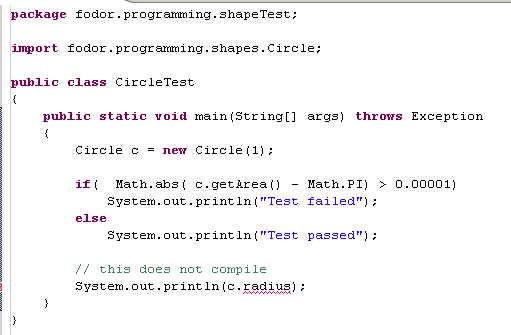 package fodor.programming.shapeTest;
import fodor.programming.shapes.Circle;
public class CircleTest
{
public static void main(String[] args) throws Exception
{
Circle c = new Circle(1);
if(  Math.abs( c.getArea() - Math.PI) > 0.00001)
System.out.println("Test failed");
else
System.out.println("Test passed");
// this does not compile
System.out.println(c.radius);
}
}